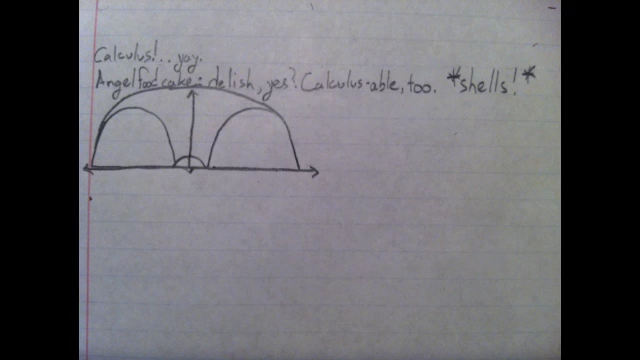 Calculus!.. yay.
Angelfood cake = delish, yes? Calculus-able, too. *shells!*